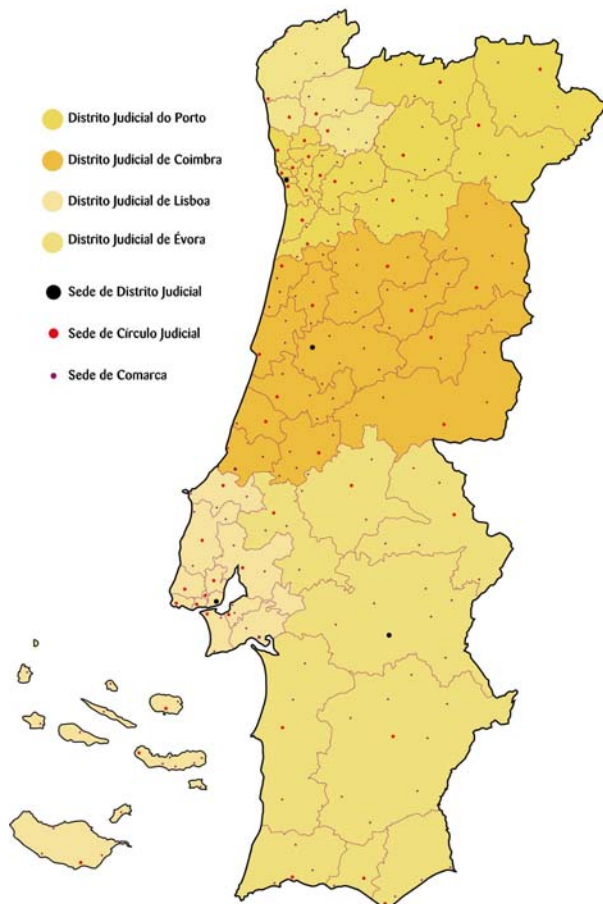 Distrito Judicial do Porto
Distrito Judicial de Coimbra
Distrito Judicial de Lisboa
Distrito Judicial de Évora
Sede de Distrito Judicial
Sede de Círculo Judicial
Sede de Comarca